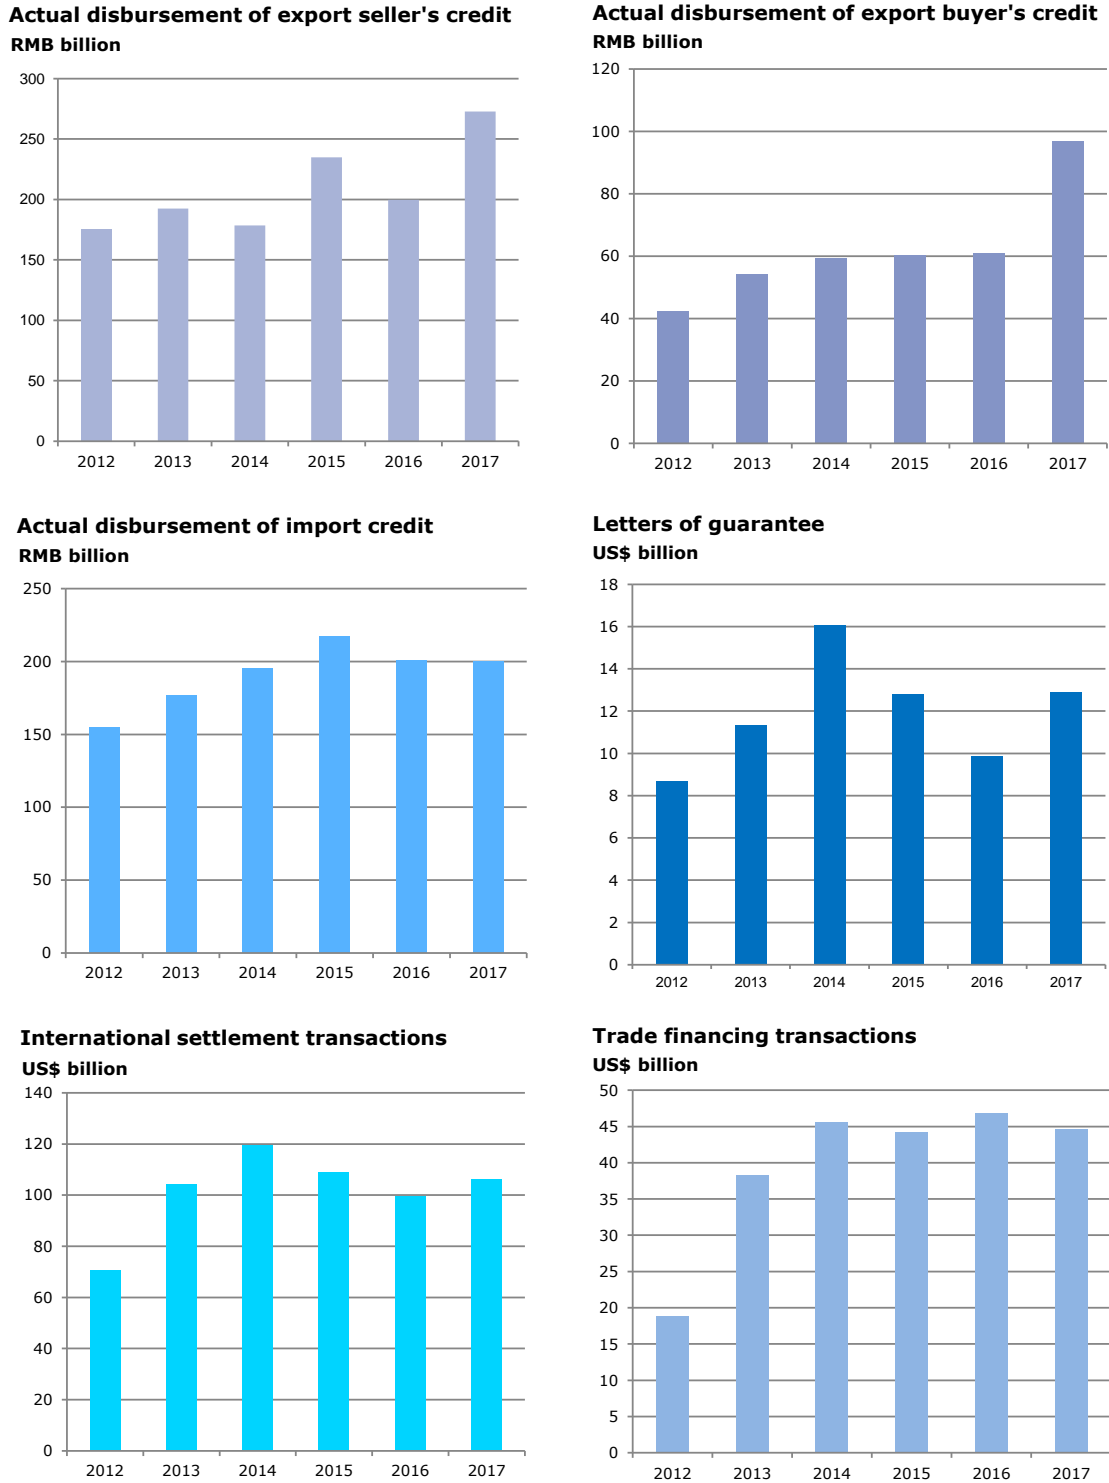 Actual disbursement of export seller's credit
RMB billion
300
250
200
150
100
50
0
2012 2013 2014 2015 2016 2017
Actual disbursement of export buyer's credit
RMB billion
120
100
80
60
40
20
0
2012 2013 2014 2015 2016 2017
Actual disbursement of import credit
RMB billion
250
200
150
100
50
0
2012 2013 2014 2015 2016 2017
Letters of guarantee
US$ billion
18
16
14
12
10
8
6
4
2
0
2012 2013 2014 2015 2016 2017
International settlement transactions
US$ billion
140
120
100
80
60
40
20
0
2012 2013 2014 2015 2016 2017
Trade financing transactions
US$ billion
50
45
40
35
30
25
20
15
10
5
0
2012 2013 2014 2015 2016 2017